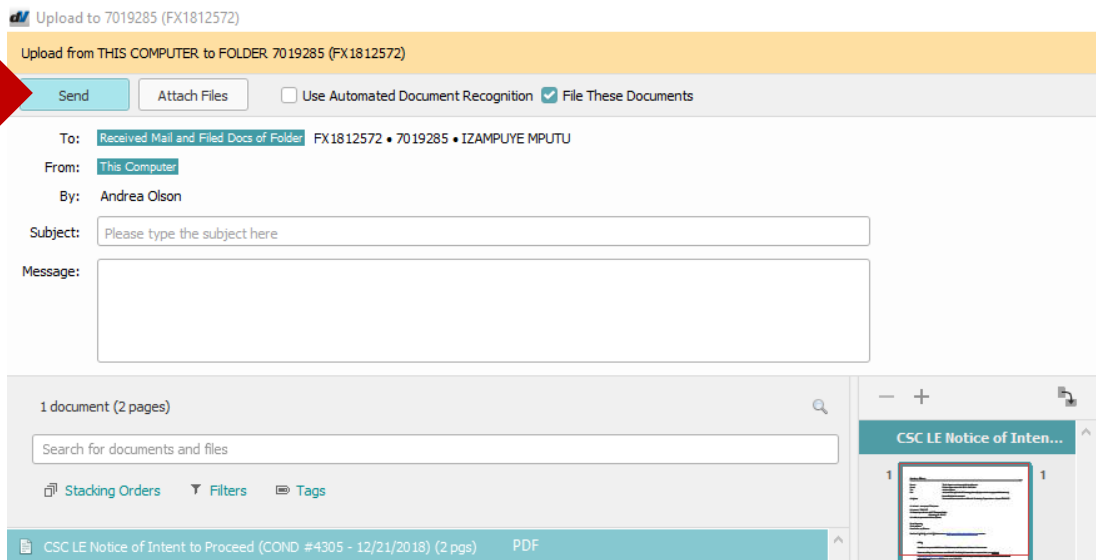 Upload to 7019285 (FX1812572)
Upload from THIS COMPUTER to FOLDER 7019285 (FX1812572)
Send Attach Files Use Automated Document Recognition File These Documents
To: Received Mail and Filed Docs of Folder FX1812572 • 7019285 • IZAMPUYE MPUTU
From: This Computer
By: Andrea Olson
Subject: Please type the subject here
Message:
1 document (2 pages)
Search for documents and files
Stacking Orders Filters Tags
CSC LE Notice of Intent to Proceed (COND #4305 - 12/21/2018) (2 pgs) PDF
CSC LE Notice of Inten...
1 1